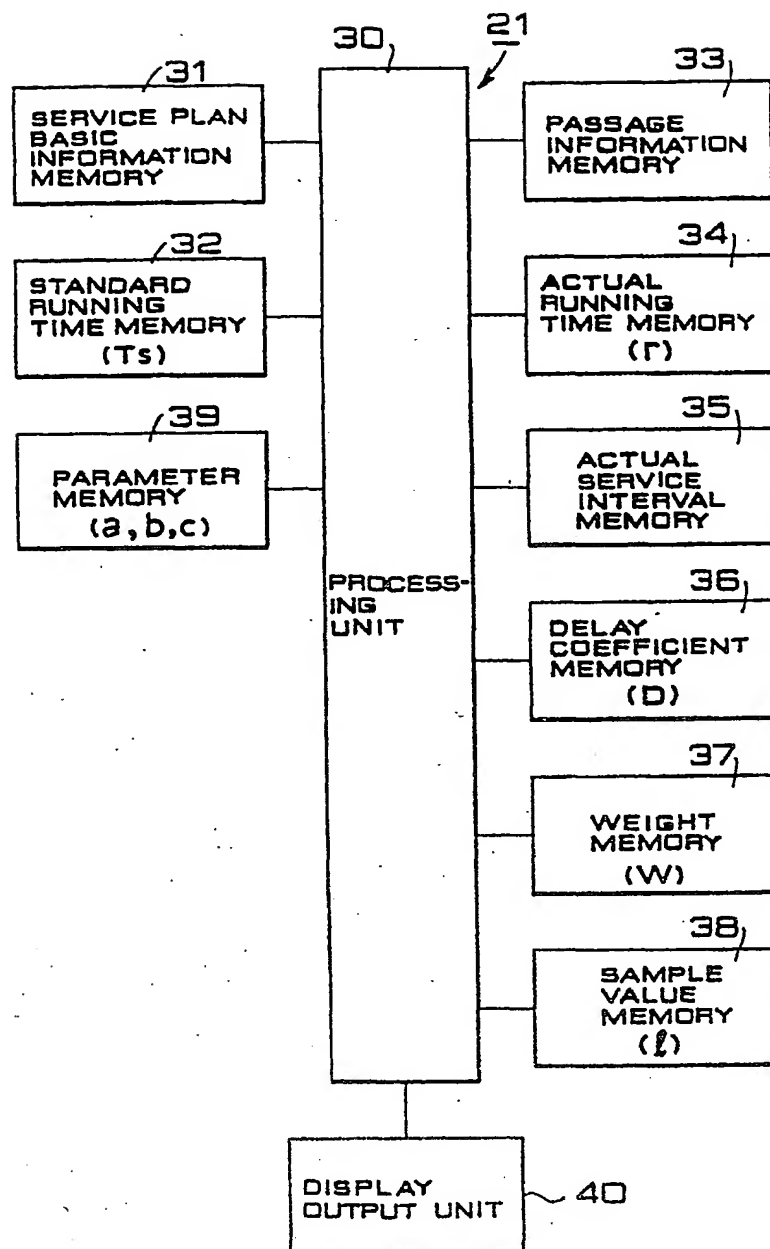 30
21
31
SERVICE PLAN
BASIC
INFORMATION
MEMORY
32
STANDARD
RUNNING
TIME MEMORY
(Ts)
39
PARAMETER
MEMORY
(a, b, c)
PROCESS-
ING
UNIT
33
PASSAGE
INFORMATION
MEMORY
34
ACTUAL
RUNNING
TIME MEMORY
(r)
35
ACTUAL
SERVICE
INTERVAL
MEMORY
36
DELAY
COEFFICIENT
MEMORY
(D)
37
WEIGHT
MEMORY
(W)
38
SAMPLE
VALUE
MEMORY
(ℓ)
DISPLAY
OUTPUT UNIT
40